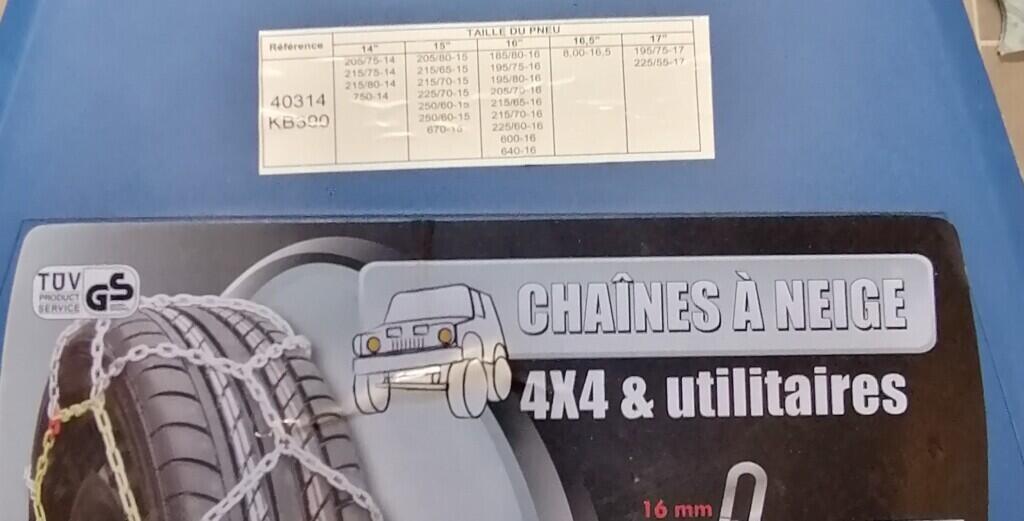 TAILLE DU PNEU
Référence 14" 15" 16" 16,5" 17"
205/75-14 205/80-15 185/80-16 8.00-16,5 195/75-17
215/75-14 215/65-15 195/75-16 225/55-17
215/80-14 215/70-15 195/80-16
750-14 225/70-15 205/75-16
40314 250/60-15 215/65-16
250/60-15 215/70-16
KB390 670-15 225/60-16
600-16
640-16
TÜV
PRODUCT
SERVICE
GS
CHAÎNES À NEIGE
4X4 & utilitaires
16 mm